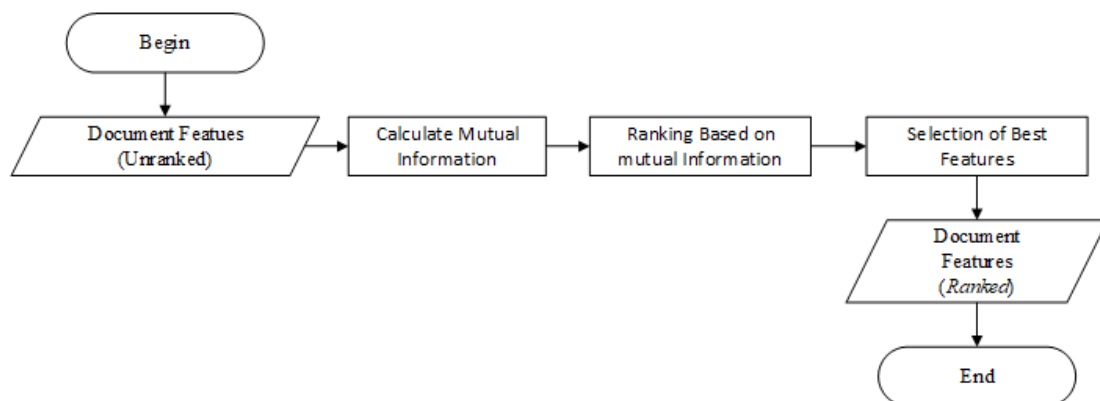 Begin
Document Featues
(Unranked)
Calculate Mutual
Information
Ranking Based on
mutual Information
Selection of Best
Features
Document
Features
(Ranked)
End